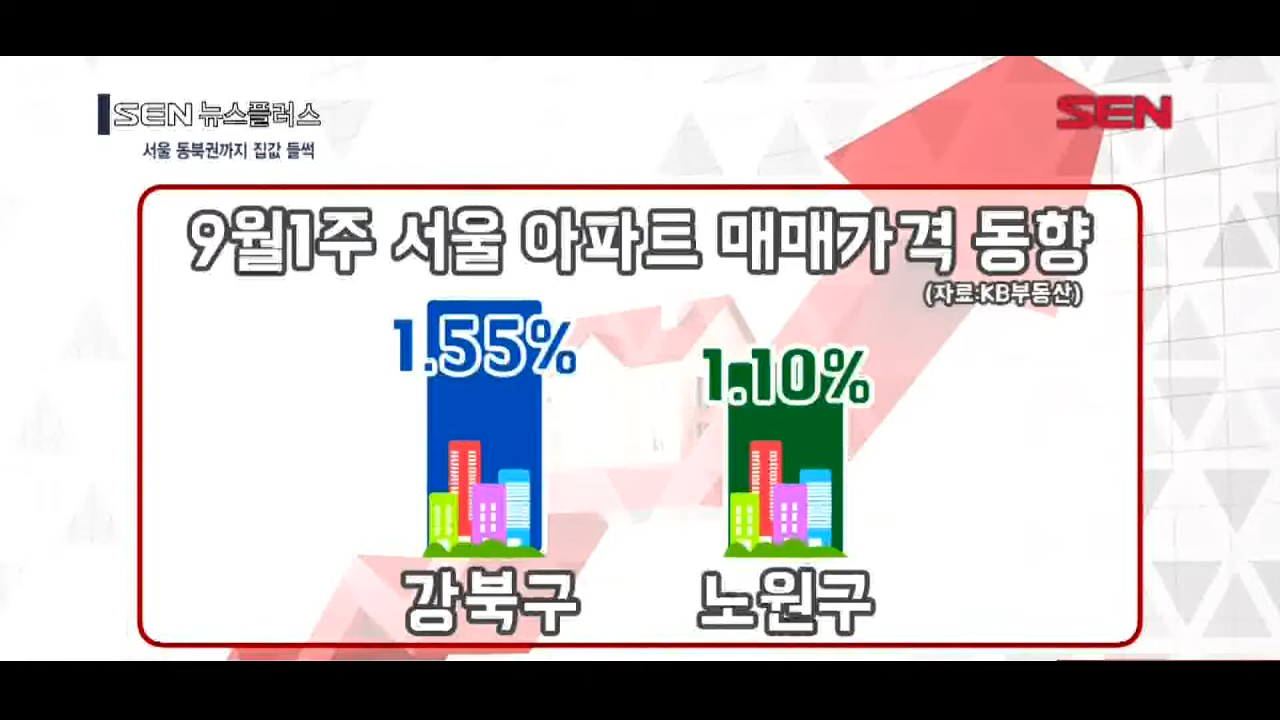 SEN 뉴스플러스
SEN
서울 동북권까지 집값 들썩
9월1주 서울 아파트 매매가격 동향
(자료:KB부동산)
1.55%
1.10%
강북구
노원구